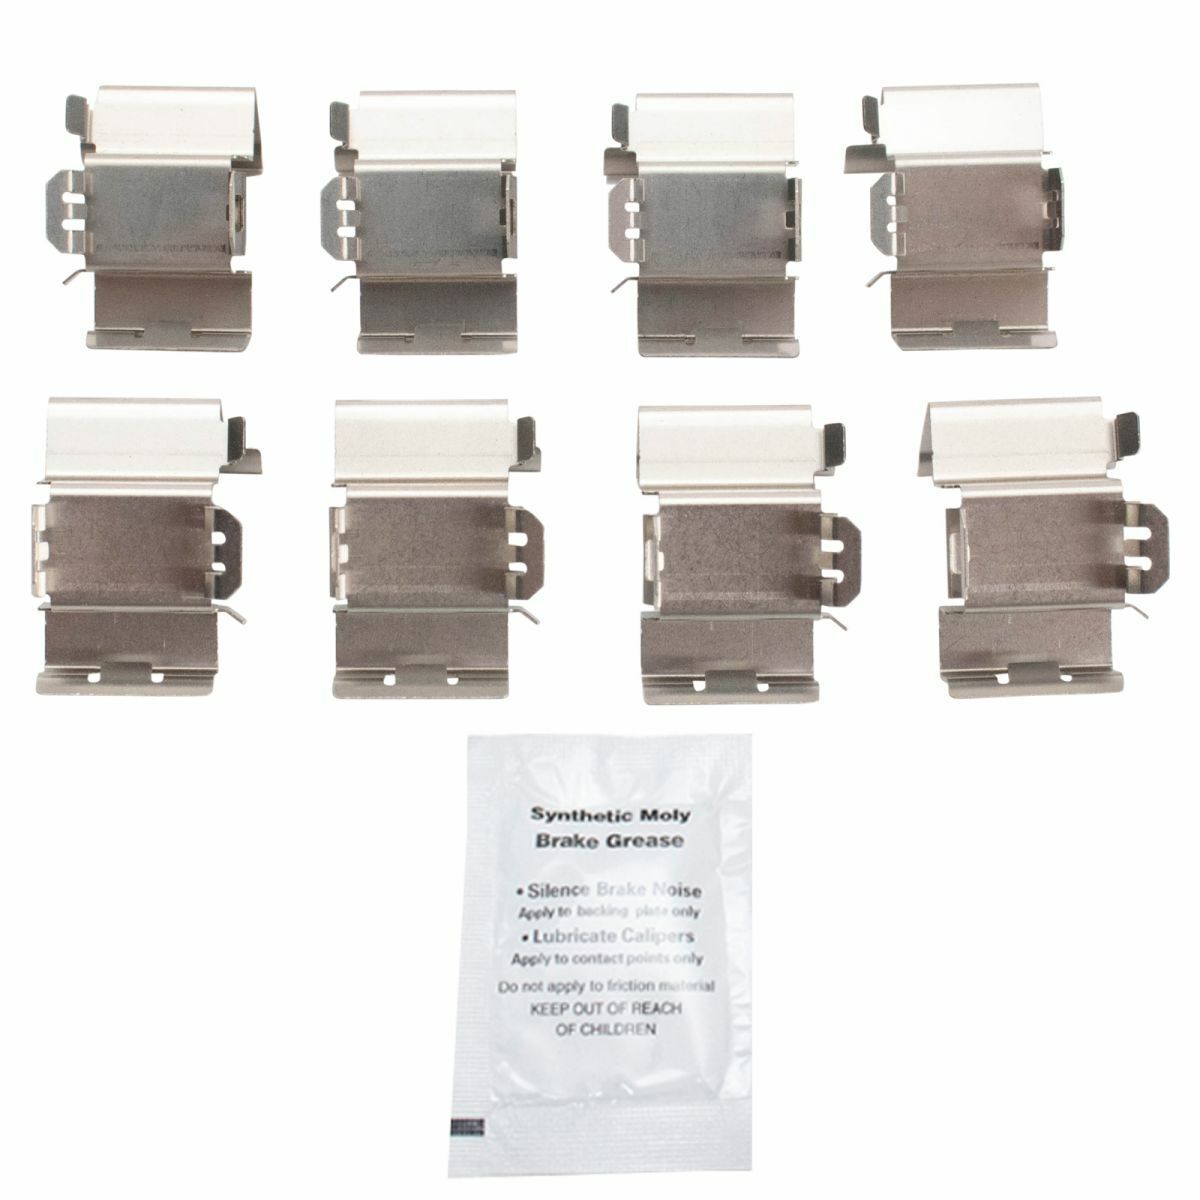 Synthetic Moly
Brake Grease
• Silence Brake Noise
Apply to backing plate only
• Lubricate Calipers
Apply to contact points only
Do not apply to friction material
KEEP OUT OF REACH
OF CHILDREN